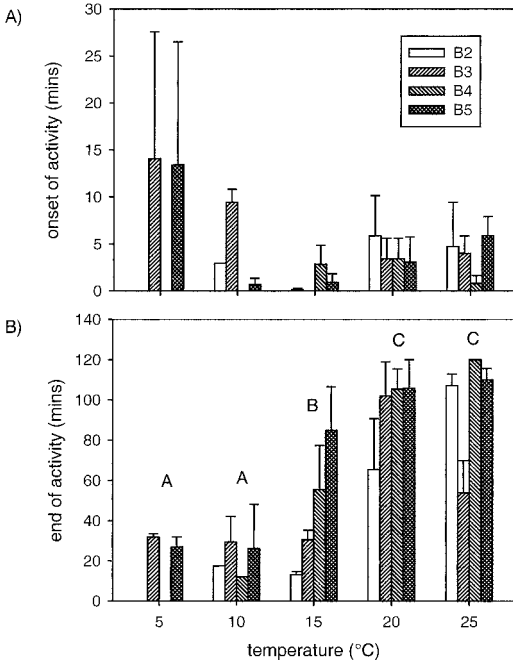 A)
30
25
20
15
10
5
0
onset of activity (mins)
B2
B3
B4
B5
B)
140
120
100
80
60
40
20
0
end of activity (mins)
A
A
B
C
C
5 10 15 20 25
temperature (°C)